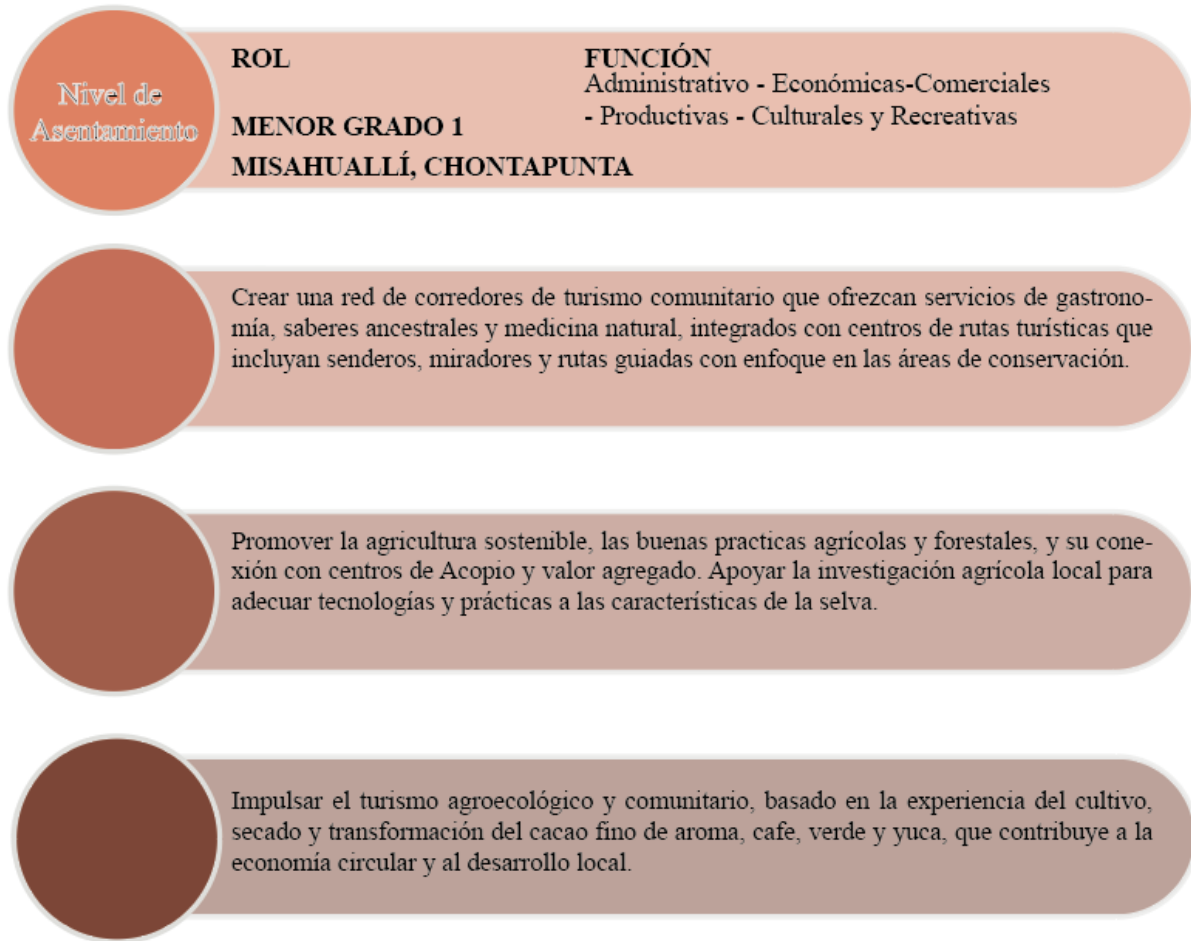 Nivel de
Asentamiento
ROL
MENOR GRADO 1
MISAHUALLÍ, CHONTAPUNTA
FUNCIÓN
Administrativo - Económicas-Comerciales
- Productivas - Culturales y Recreativas
Crear una red de corredores de turismo comunitario que ofrezcan servicios de gastrono-
mía, saberes ancestrales y medicina natural, integrados con centros de rutas turísticas que
incluyan senderos, miradores y rutas guiadas con enfoque en las áreas de conservación.
Promover la agricultura sostenible, las buenas practicas agrícolas y forestales, y su cone-
xión con centros de Acopio y valor agregado. Apoyar la investigación agrícola local para
adecuar tecnologías y prácticas a las características de la selva.
Impulsar el turismo agroecológico y comunitario, basado en la experiencia del cultivo,
secado y transformación del cacao fino de aroma, cafe, verde y yuca, que contribuye a la
economía circular y al desarrollo local.